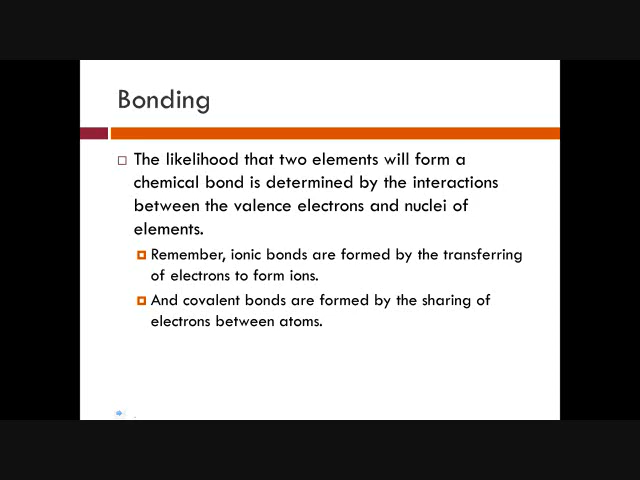 Bonding
The likelihood that two elements will form a
chemical bond is determined by the interactions
between the valence electrons and nuclei of
elements.
Remember, ionic bonds are formed by the transferring
of electrons to form ions.
And covalent bonds are formed by the sharing of
electrons between atoms.